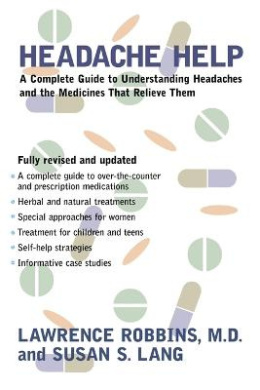 HEADACHE HELP
A Complete Guide to Understanding Headaches
and the Medicines That Relieve Them
Fully revised and updated
A complete guide to over-the-counter
and prescription medications
Herbal and natural treatments
Special approaches for women
Treatment for children and teens
Self-help strategies
Informative case studies
LAWRENCE ROBBINS, M.D.
and SUSAN S. LANG